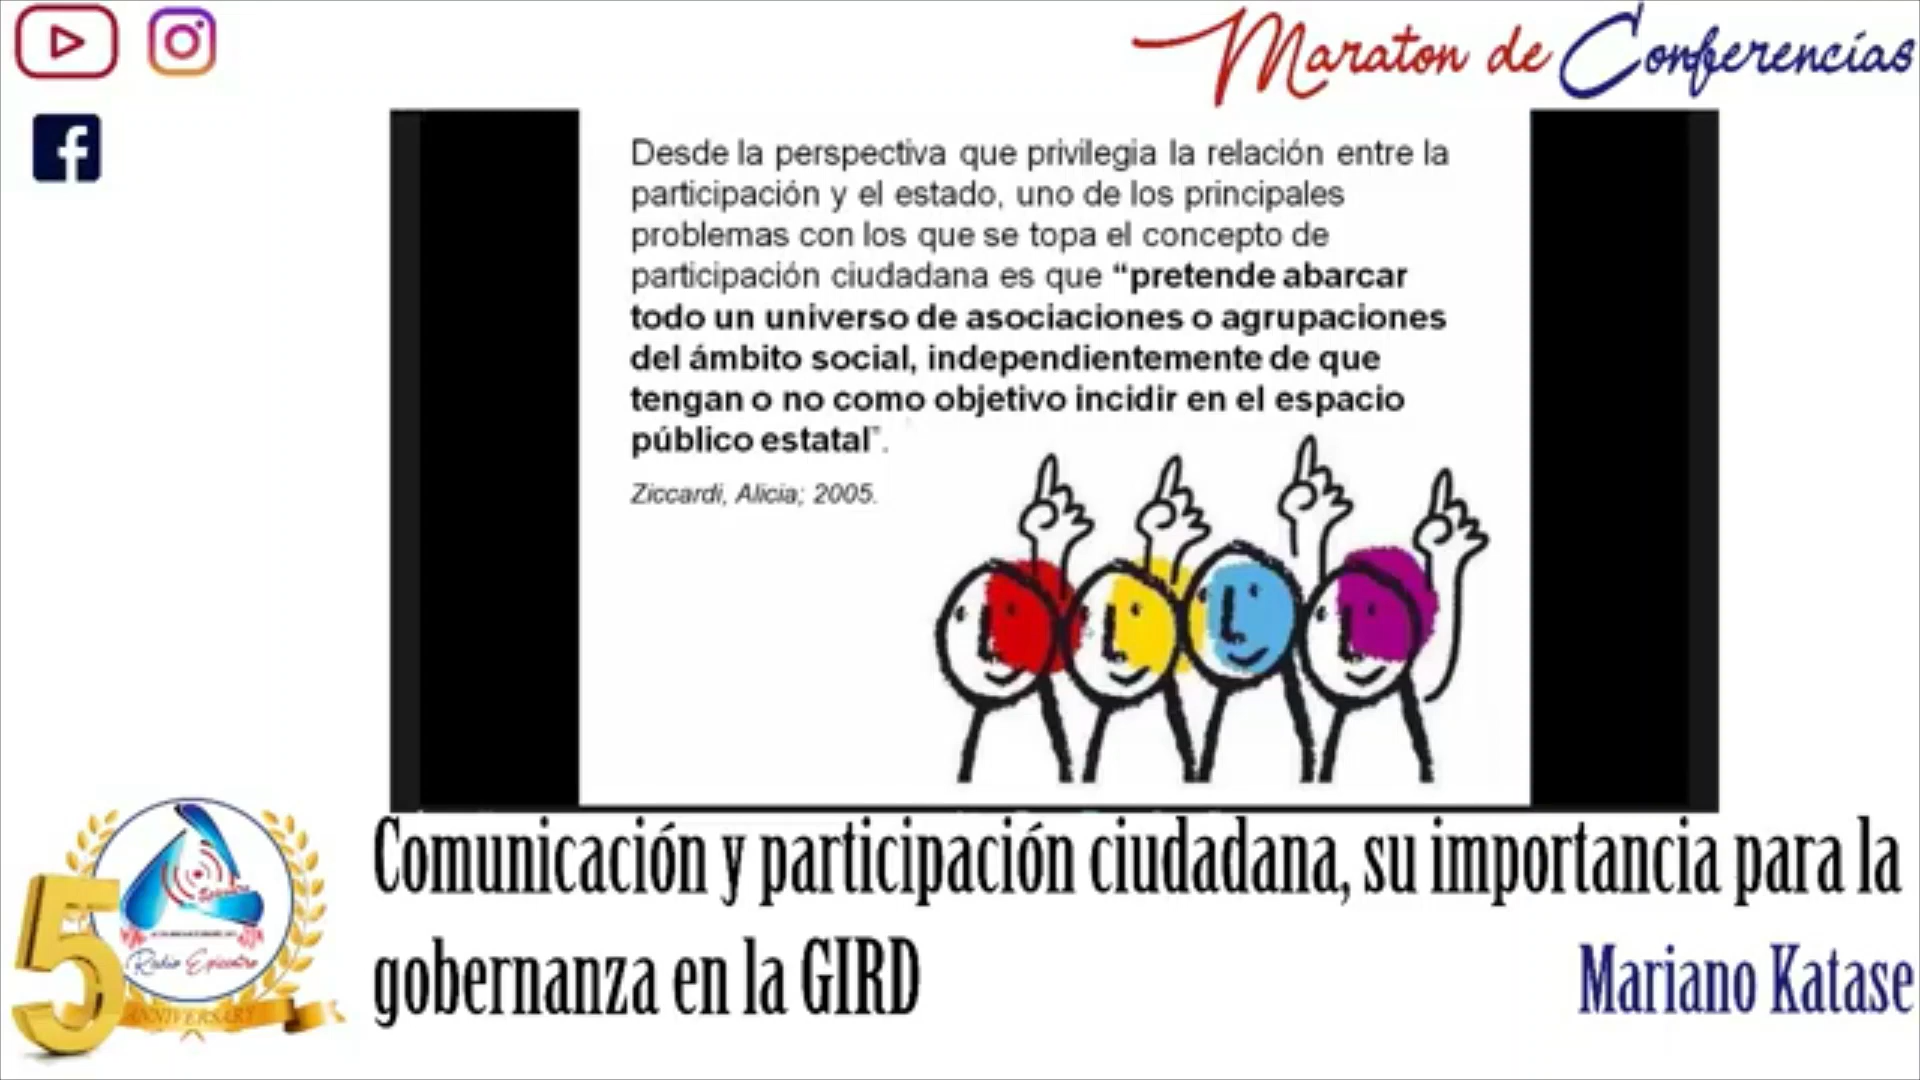 Maraton de Conferencias
Desde la perspectiva que privilegia la relación entre la
participación y el estado, uno de los principales
problemas con los que se topa el concepto de
participación ciudadana es que “pretende abarcar
todo un universo de asociaciones o agrupaciones
del ámbito social, independientemente de que
tengan o no como objetivo incidir en el espacio
público estatal”.
Ziccardi, Alicia; 2005.
Comunicación y participación ciudadana, su importancia para la
gobernanza en la GIRD
Mariano Katase
5
Radio Epicentro
ANNIVERSARY